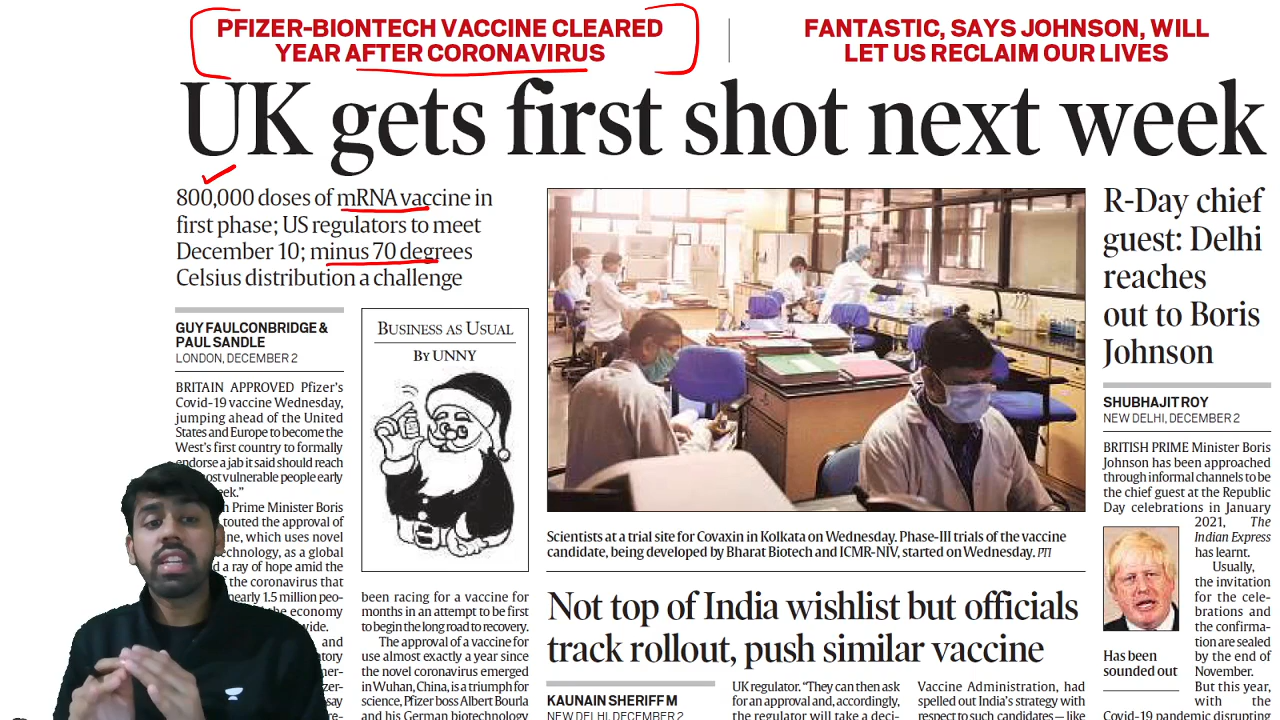 PFIZER-BIONTECH VACCINE CLEARED
YEAR AFTER CORONAVIRUS
FANTASTIC, SAYS JOHNSON, WILL
LET US RECLAIM OUR LIVES
UK gets first shot next week
800,000 doses of mRNA vaccine in
first phase; US regulators to meet
December 10; minus 70 degrees
Celsius distribution a challenge
GUY FAULCONBRIDGE &
PAUL SANDLE
LONDON, DECEMBER 2
BRITAIN APPROVED Pfizer's
Covid-19 vaccine Wednesday,
jumping ahead of the United
States and Europe to become the
West's first country to formally
endorse a jab it said should reach
vulnerable people early
Prime Minister Boris
touted the approval of
which uses novel
as a global
a ray of hope amid the
the coronavirus that
nearly 1.5 million peo-
the economy
and
BUSINESS AS USUAL
BY UNNY
been racing for a vaccine for
months in an attempt to be first
to begin the long road to recovery.
The approval of a vaccine for
use almost exactly a year since
the novel coronavirus emerged
in Wuhan, China, is a triumph for
science, Pfizer boss Albert Bourla
and his German biotechnology
Scientists at a trial site for Covaxin in Kolkata on Wednesday. Phase-III trials of the vaccine
candidate, being developed by Bharat Biotech and ICMR-NIV, started on Wednesday. PTI
Not top of India wishlist but officials
track rollout, push similar vaccine
KAUNAIN SHERIFF M
NEW DELHI, DECEMBER 2
UK regulator. "They can then ask
for an approval and, accordingly,
the regulator will take a deci-
Vaccine Administration, had
spelled out India's strategy with
respect to such candidates — like
R-Day chief
guest: Delhi
reaches
out to Boris
Johnson
SHUBHAJIT ROY
NEW DELHI, DECEMBER 2
BRITISH PRIME Minister Boris
Johnson has been approached
through informal channels to be
the chief guest at the Republic
Day celebrations in January
2021, The
Indian Express
has learnt.
Usually,
the invitation
for the cele-
brations and
the confirma-
tion are sealed
by the end of
November.
But this year,
with the
Covid-19 pandemic disrupting
Has been
sounded out